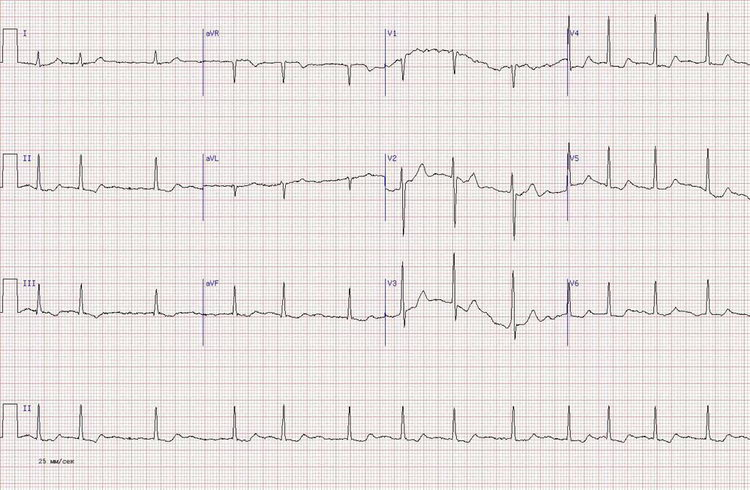 I aVR V1 V4
II aVL V2 V5
III aVF V3 V6
II
25 мм/сек